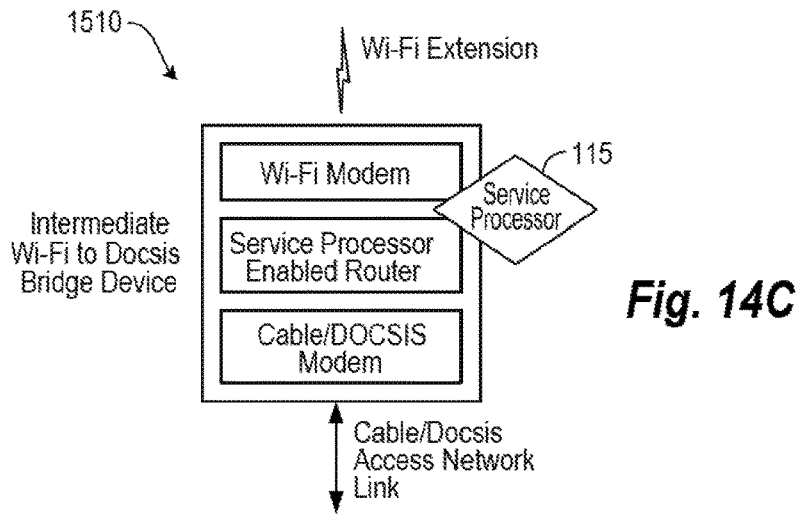 1510
Wi-Fi Extension
115
Wi-Fi Modem
Service
Processor
Intermediate
Wi-Fi to Docsis
Bridge Device
Service Processor
Enabled Router
Fig. 14C
Cable/DOCSIS
Modem
Cable/Docsis
Access Network
Link